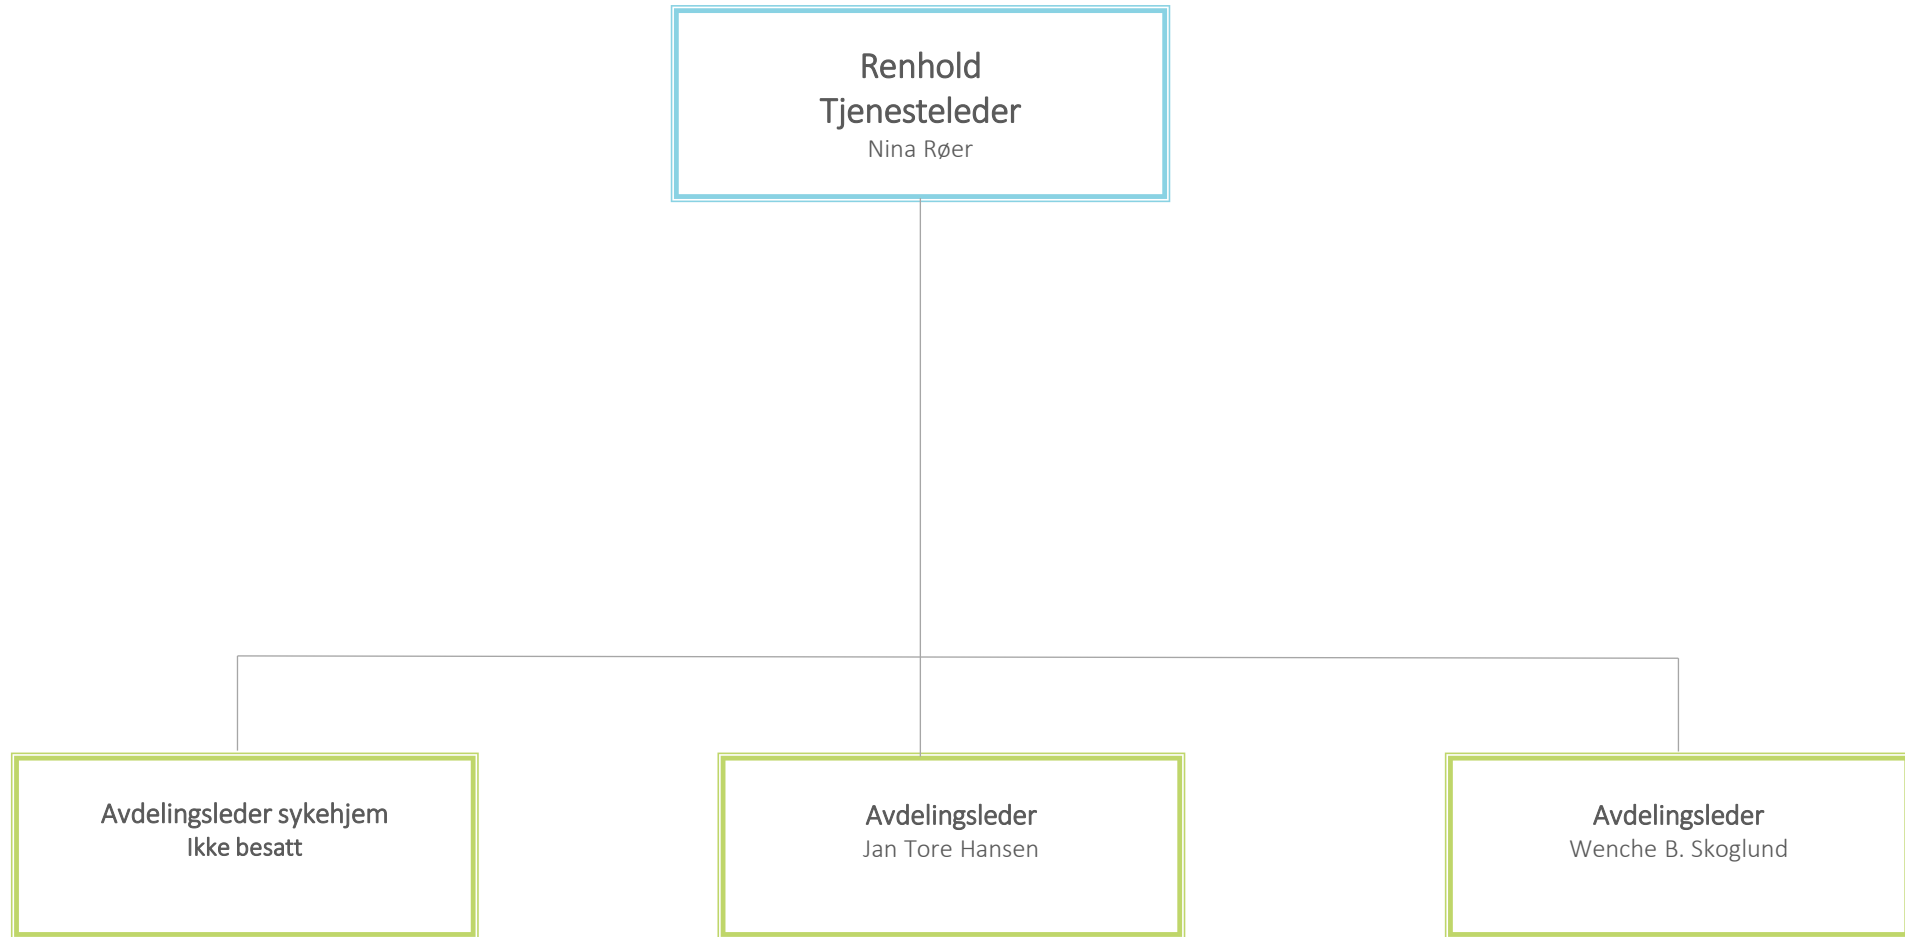 Renhold
Tjenesteleder
Nina Røer
Avdelingsleder sykehjem
Ikke besatt
Avdelingsleder
Jan Tore Hansen
Avdelingsleder
Wenche B. Skoglund